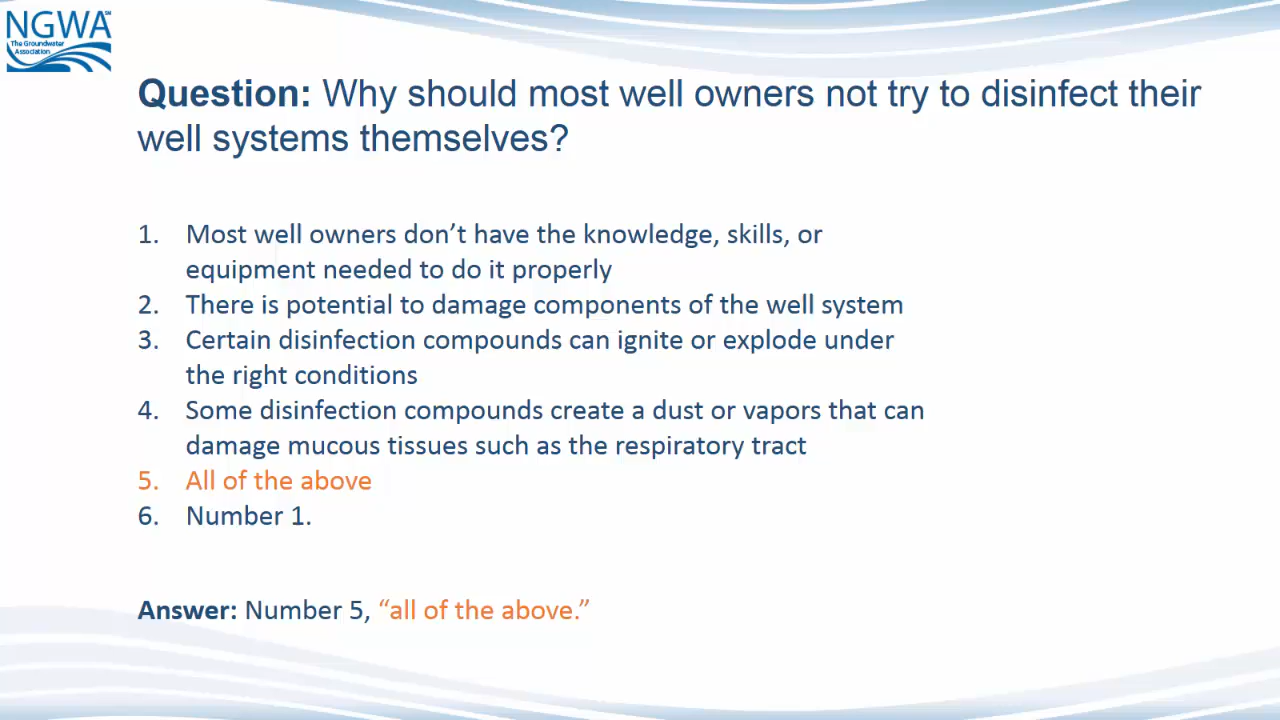 NGWA℠
The Groundwater
Association
Question: Why should most well owners not try to disinfect their
well systems themselves?
1. Most well owners don’t have the knowledge, skills, or
equipment needed to do it properly
2. There is potential to damage components of the well system
3. Certain disinfection compounds can ignite or explode under
the right conditions
4. Some disinfection compounds create a dust or vapors that can
damage mucous tissues such as the respiratory tract
5. All of the above
6. Number 1.
Answer: Number 5, “all of the above.”